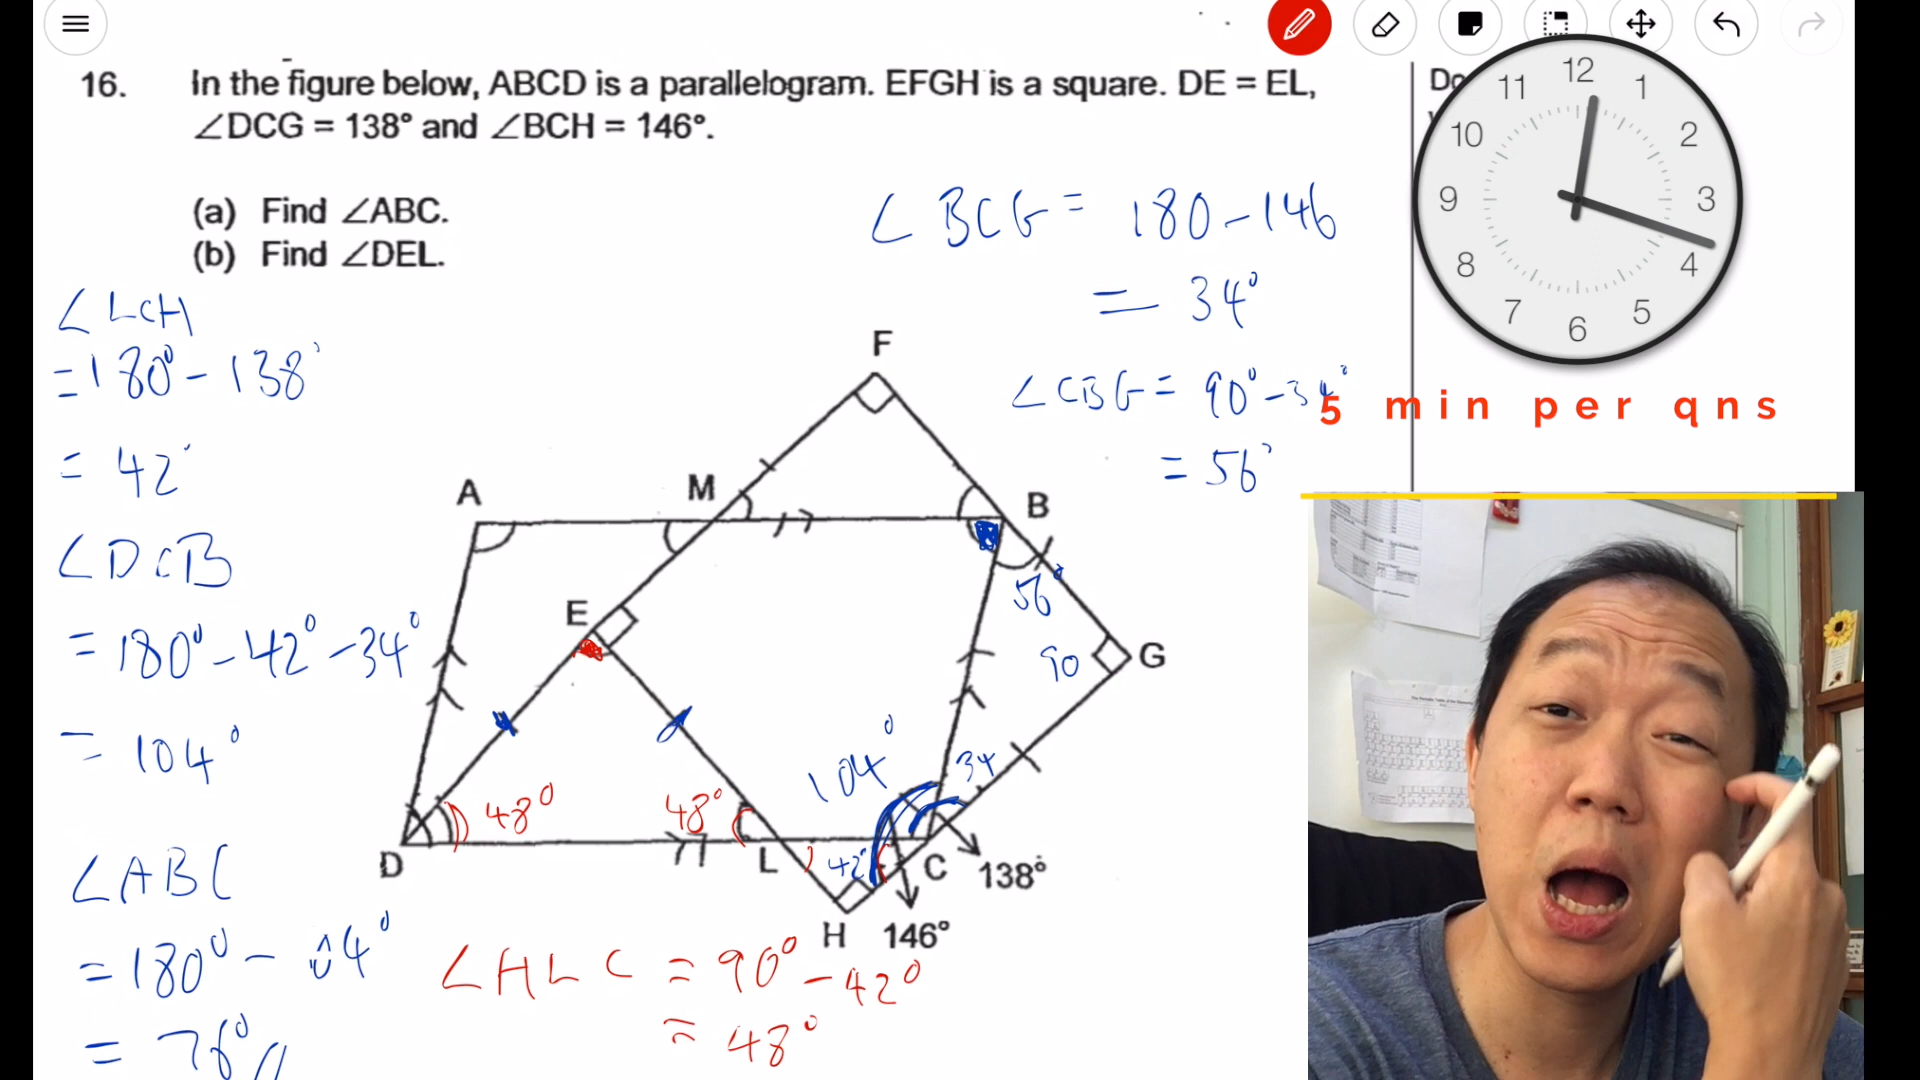 16. In the figure below, ABCD is a parallelogram. EFGH is a square. DE = EL,
∠DCG = 138° and ∠BCH = 146°.
(a) Find ∠ABC.
(b) Find ∠DEL.
Do
12
1
2
3
4
5
6
7
8
9
10
11
5 min per qns
∠BCG = 180 - 146
= 34°
∠CBG = 90° - 34°
= 56°
∠LCH
= 180° - 138°
= 42°
∠DCB
= 180° - 42° - 34°
= 104°
∠ABC
= 180° - 104°
= 76°
∠HLC = 90° - 42°
= 48°
F
A
M
B
E
56°
90
G
104°
34
48°
48°
D
L
42°
C
138°
H
146°